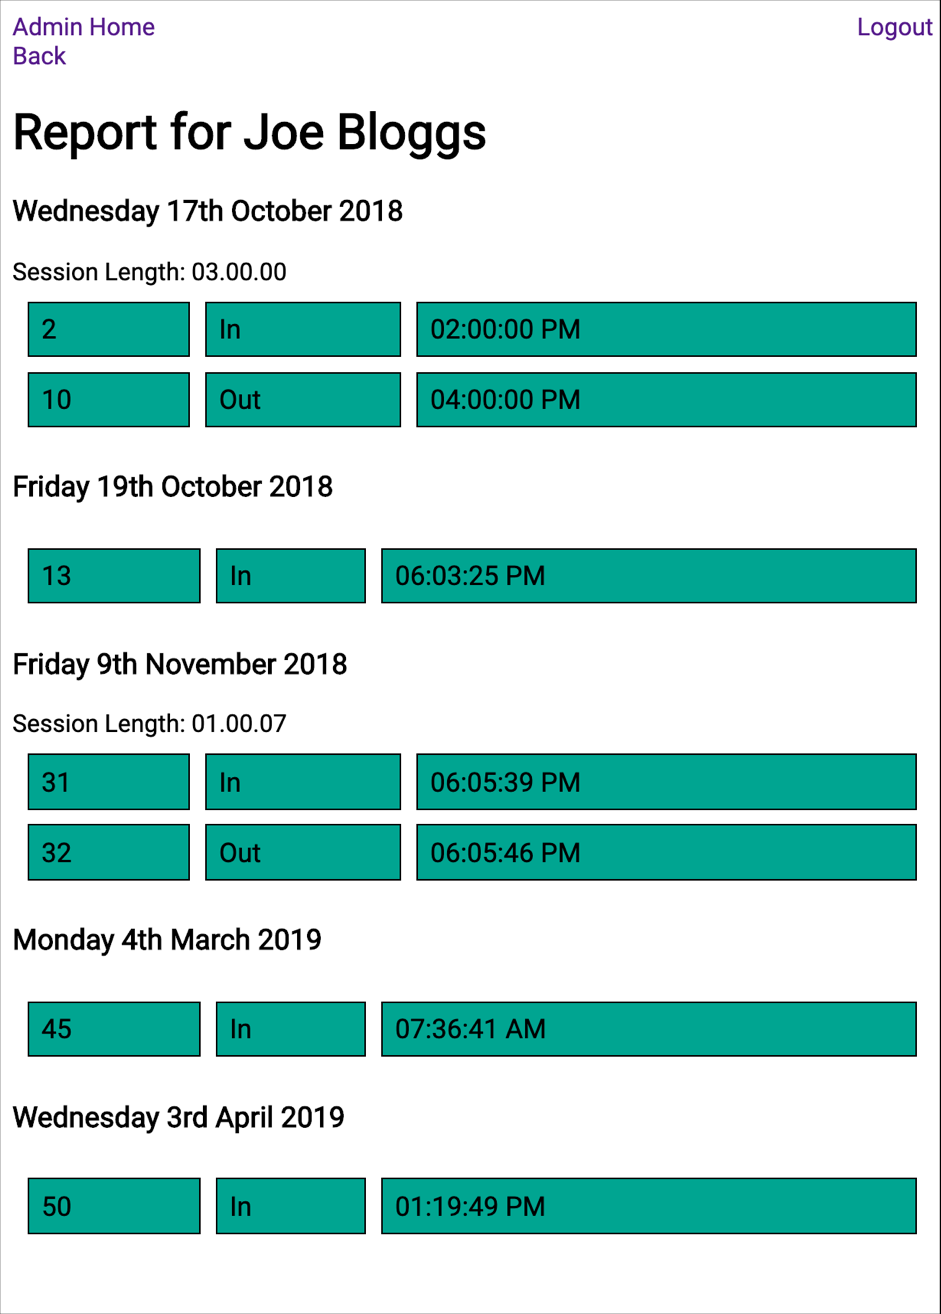 Admin Home
Logout
Back
Report for Joe Bloggs
Wednesday 17th October 2018
Session Length: 03.00.00
2 In 02:00:00 PM
10 Out 04:00:00 PM
Friday 19th October 2018
13 In 06:03:25 PM
Friday 9th November 2018
Session Length: 01.00.07
31 In 06:05:39 PM
32 Out 06:05:46 PM
Monday 4th March 2019
45 In 07:36:41 AM
Wednesday 3rd April 2019
50 In 01:19:49 PM